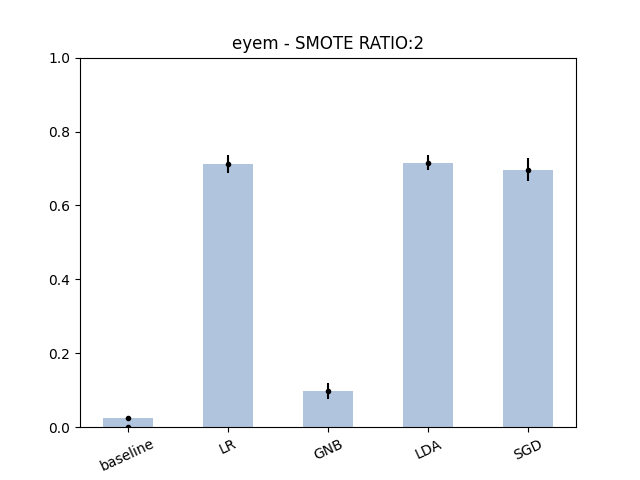 eyem - SMOTE RATIO:2
1.0
0.8
0.6
0.4
0.2
0.0
baseline
LR
GNB
LDA
SGD